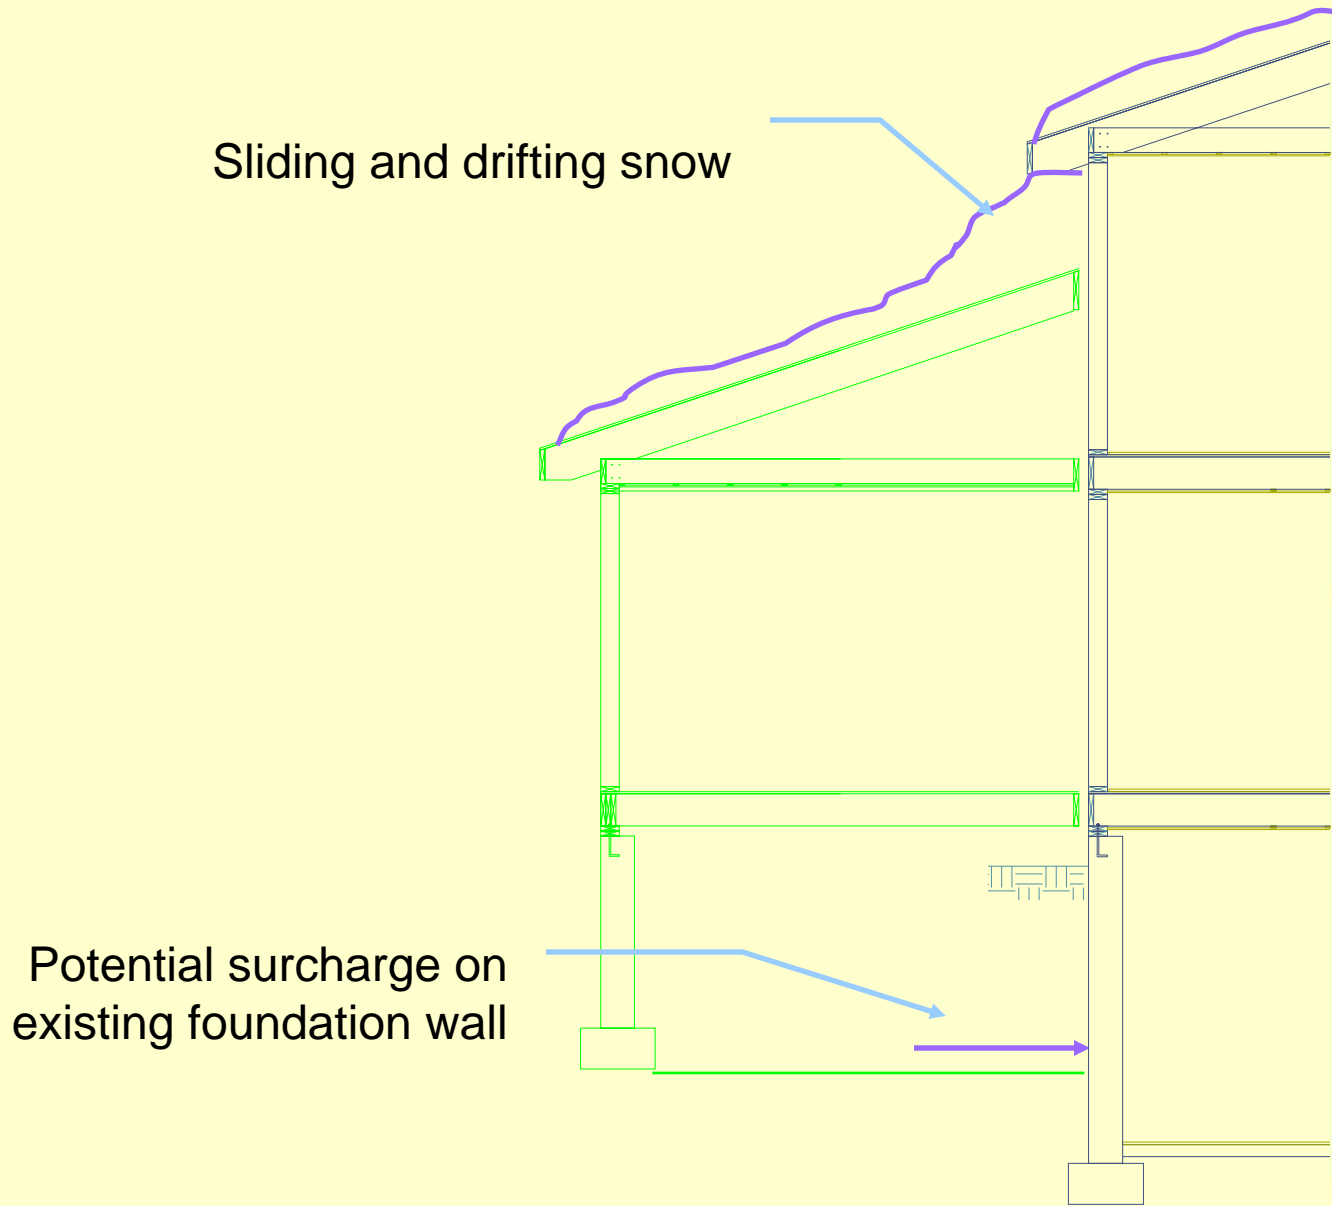 Sliding and drifting snow
Potential surcharge on
existing foundation wall